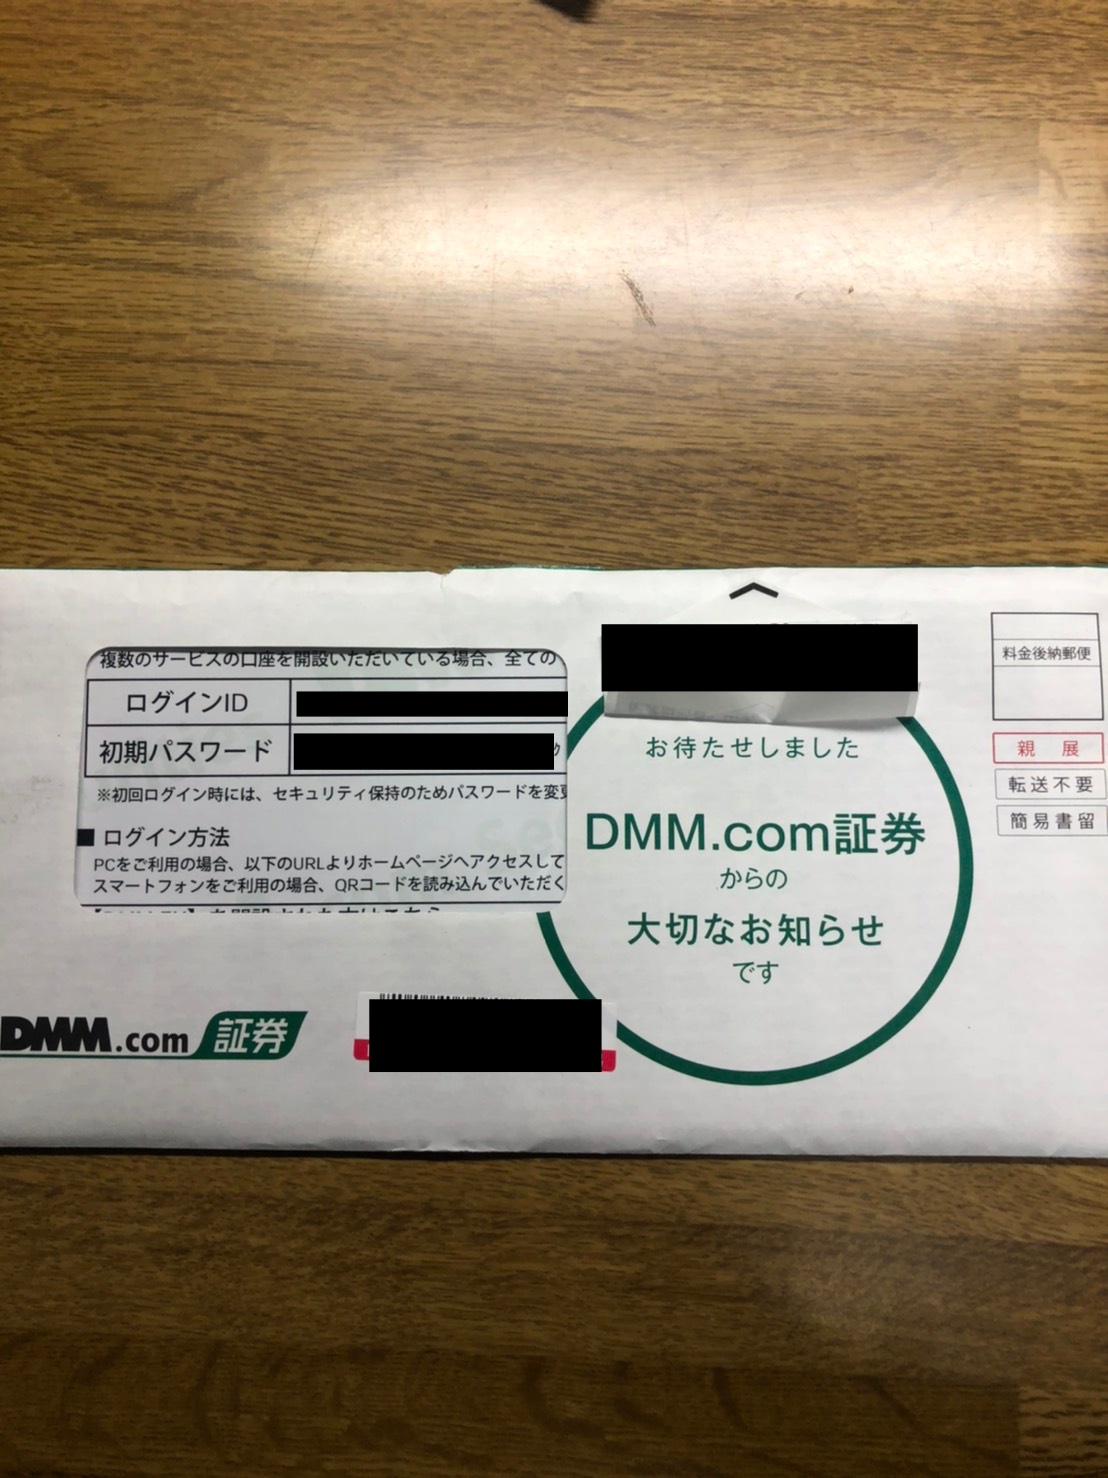 複数のサービスの口座を開設いただいている場合、全ての
ログインID
初期パスワード
※初回ログイン時には、セキュリティ保持のためパスワードを変更
■ ログイン方法
PCをご利用の場合、以下のURLよりホームページへアクセスして
スマートフォンをご利用の場合、QRコードを読み込んでいただく
DMM.com証券
お待たせしました
DMM.com証券
からの
大切なお知らせ
です
料金後納郵便
親展
転送不要
簡易書留